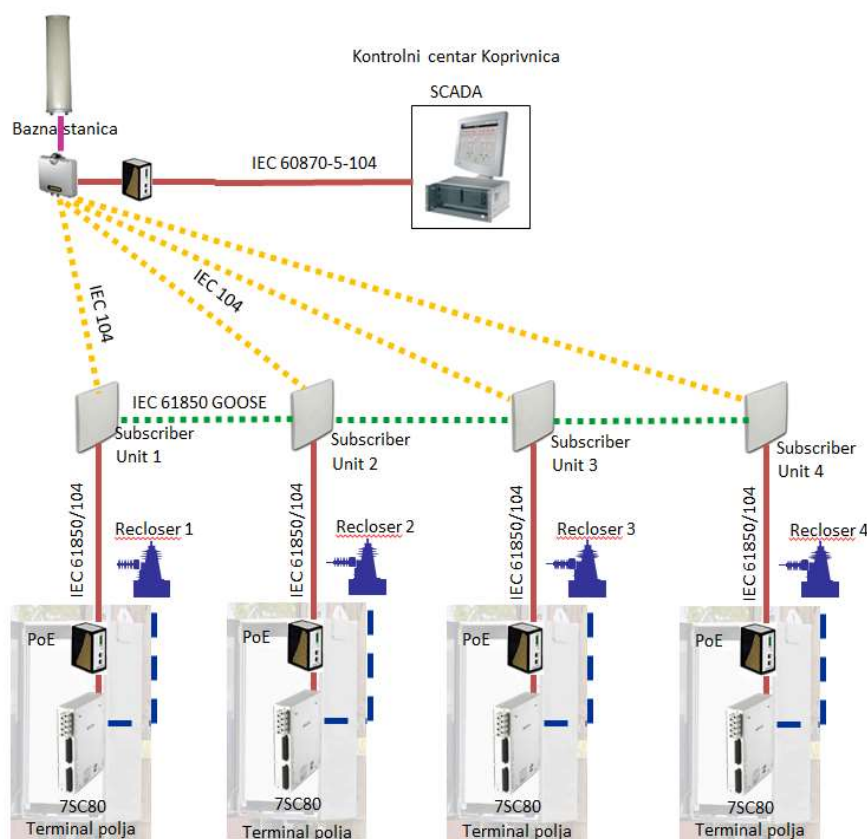 Kontrolni centar Koprivnica
SCADA
Bazna stanica
IEC 60870-5-104
IEC 104
IEC 104
IEC 61850 GOOSE
Subscriber
Unit 1
Subscriber
Unit 2
Subscriber
Unit 3
Subscriber
Unit 4
IEC 61850/104
Recloser 1
IEC 61850/104
Recloser 2
IEC 61850/104
Recloser 3
IEC 61850/104
Recloser 4
PoE
PoE
PoE
PoE
7SC80
7SC80
7SC80
7SC80
Terminal polja
Terminal polja
Terminal polja
Terminal polja